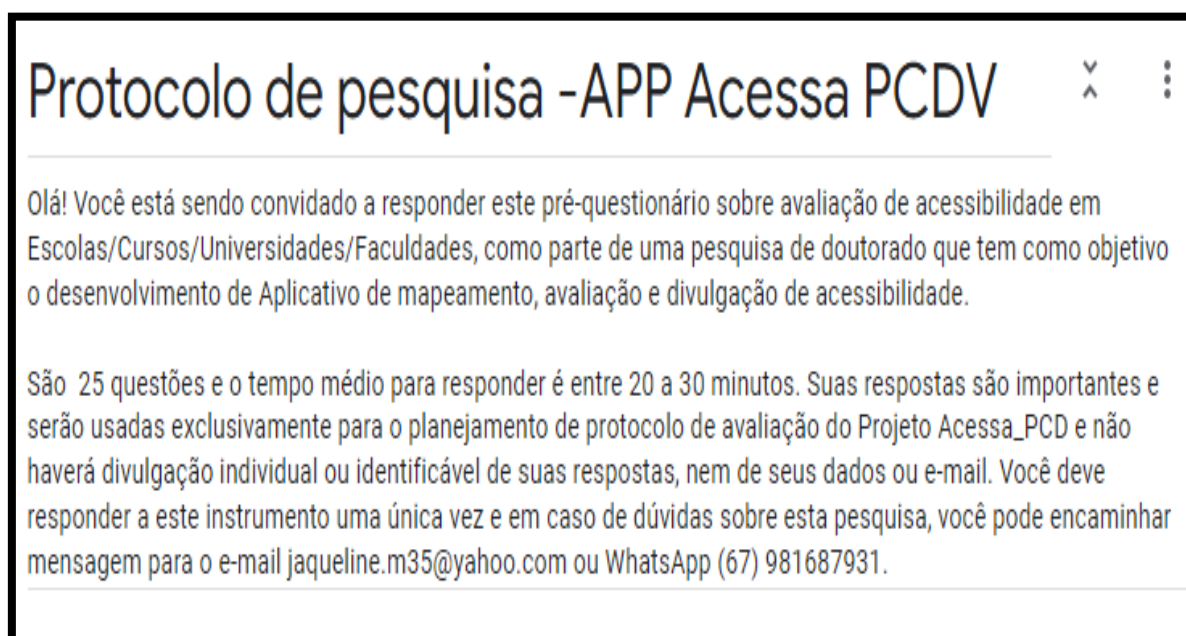 Protocolo de pesquisa -APP Acessa PCDV
Olá! Você está sendo convidado a responder este pré-questionário sobre avaliação de acessibilidade em
Escolas/Cursos/Universidades/Faculdades, como parte de uma pesquisa de doutorado que tem como objetivo
o desenvolvimento de Aplicativo de mapeamento, avaliação e divulgação de acessibilidade.
São 25 questões e o tempo médio para responder é entre 20 a 30 minutos. Suas respostas são importantes e
serão usadas exclusivamente para o planejamento de protocolo de avaliação do Projeto Acessa_PCD e não
haverá divulgação individual ou identificável de suas respostas, nem de seus dados ou e-mail. Você deve
responder a este instrumento uma única vez e em caso de dúvidas sobre esta pesquisa, você pode encaminhar
mensagem para o e-mail jaqueline.m35@yahoo.com ou WhatsApp (67) 981687931.